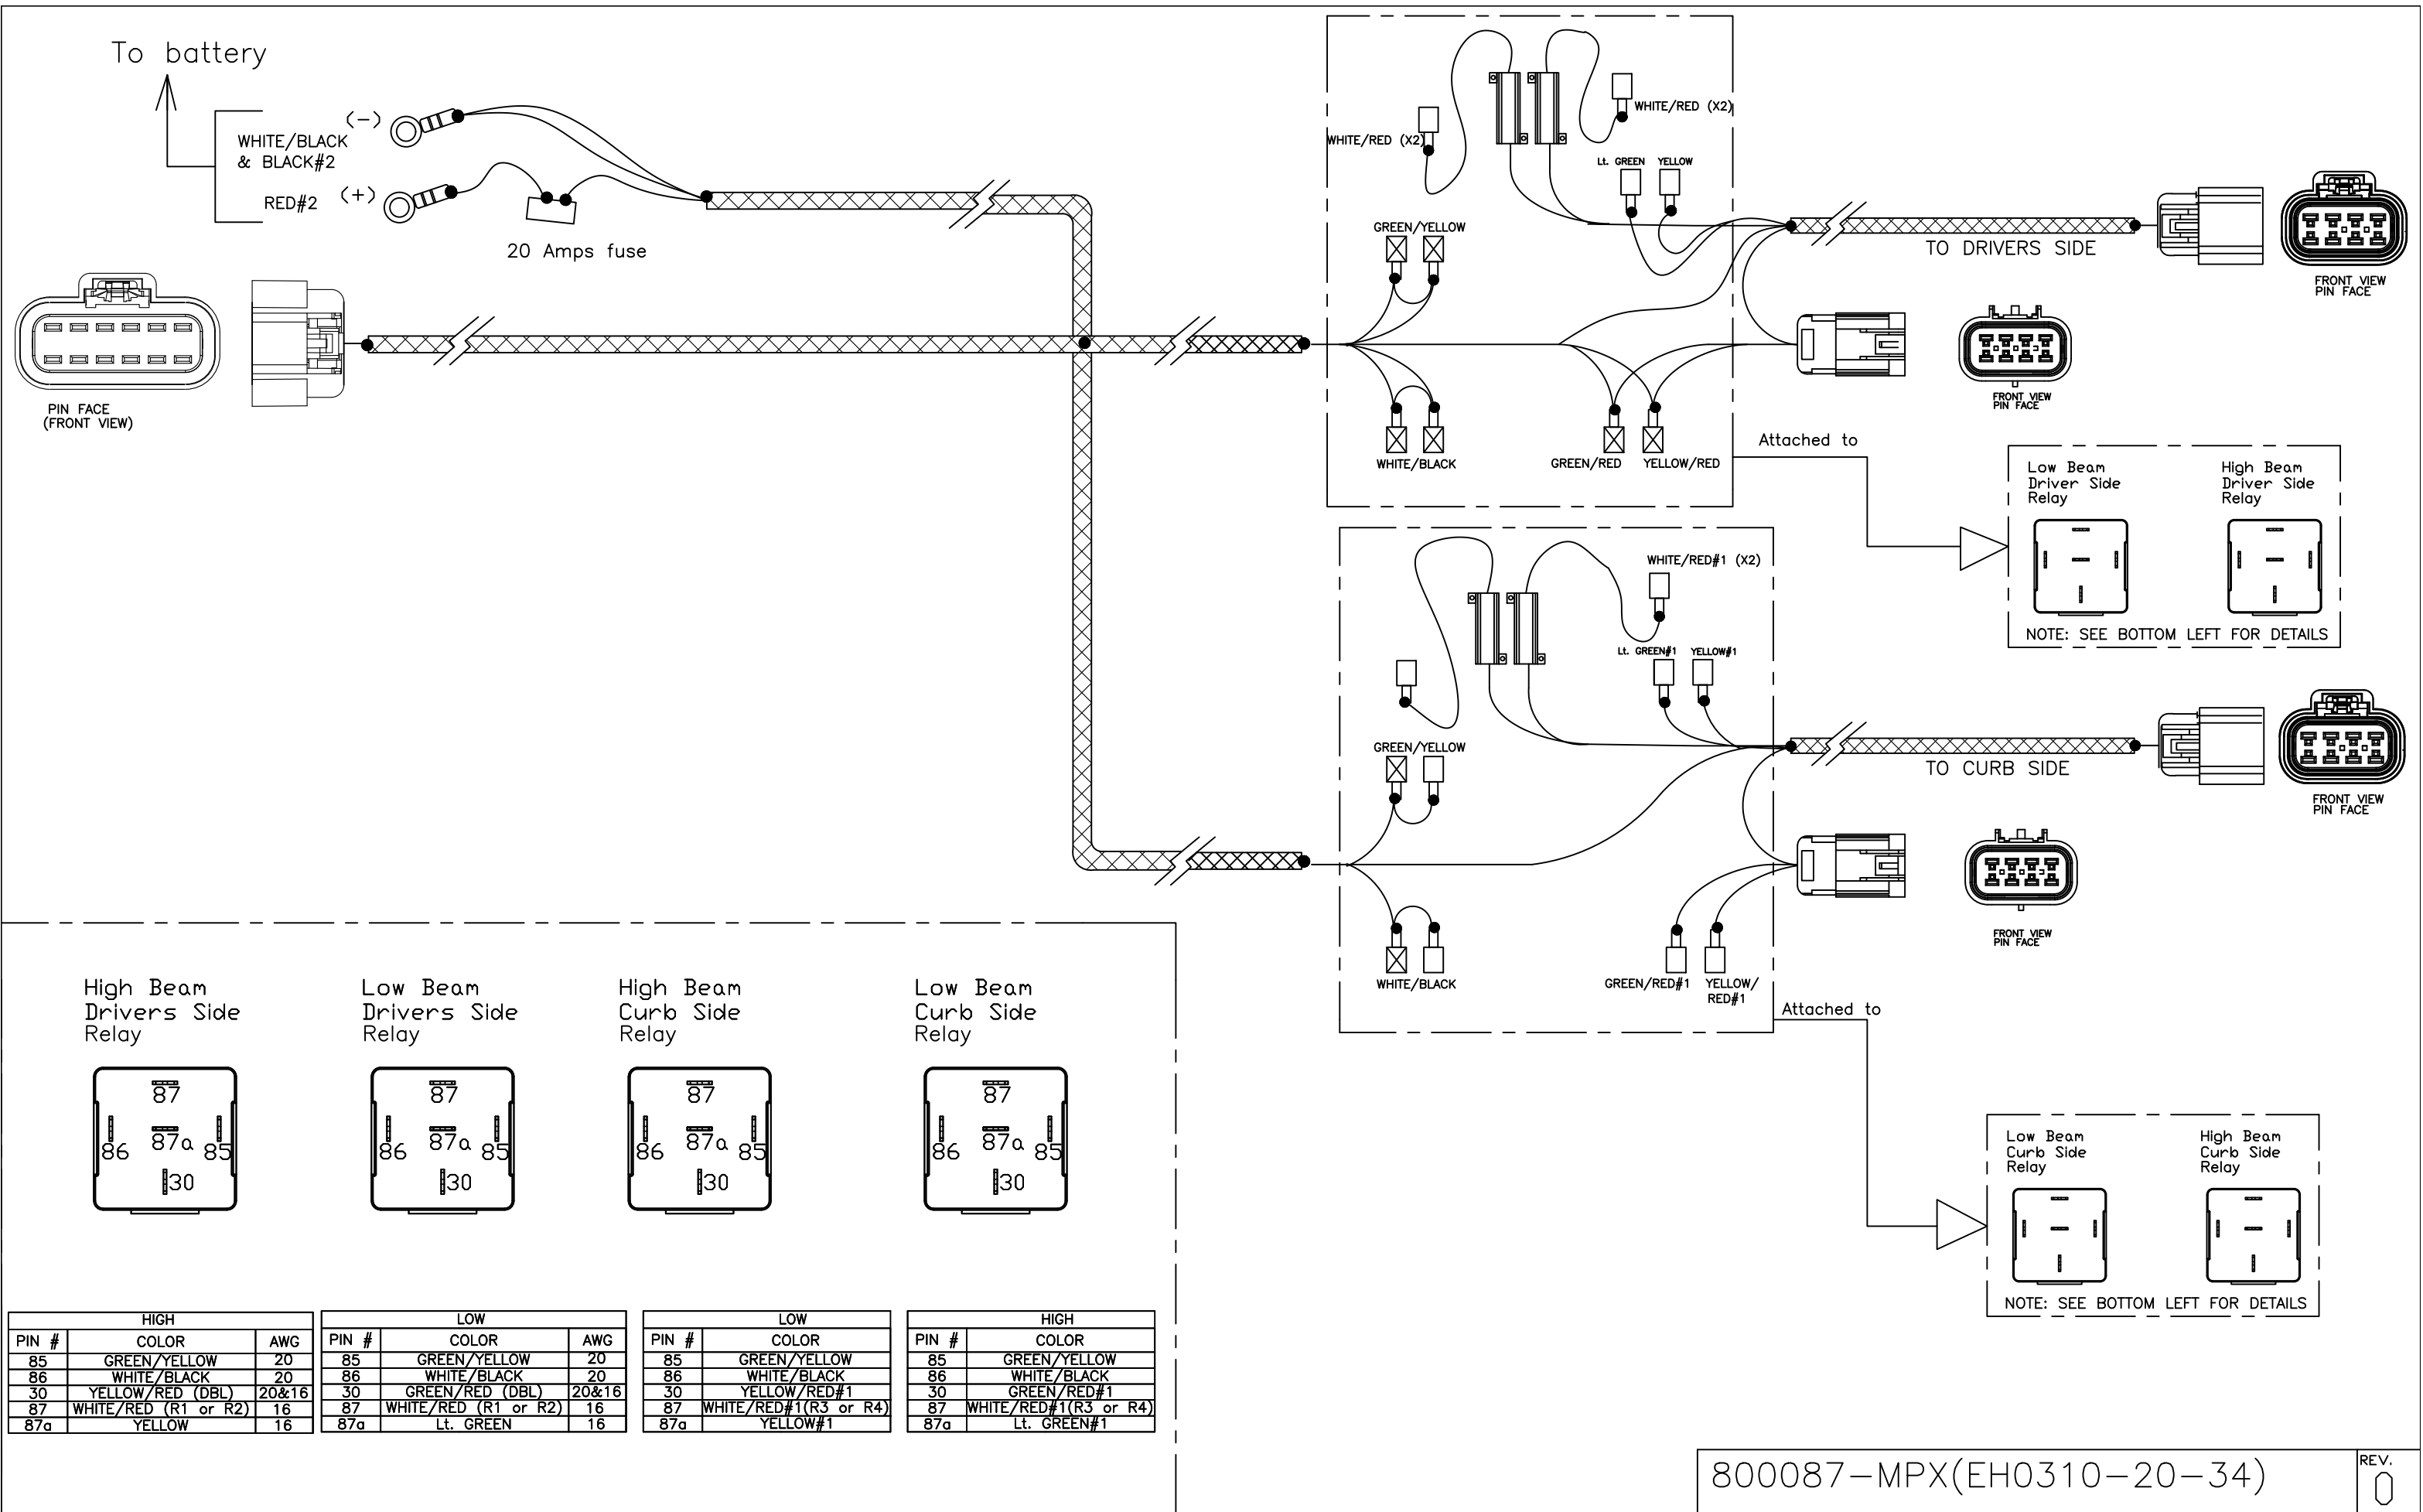 To battery
(-)
WHITE/BLACK
& BLACK#2
RED#2
(+)
20 Amps fuse
PIN FACE
(FRONT VIEW)
WHITE/RED (X2)
WHITE/RED (X2)
Lt. GREEN
YELLOW
GREEN/YELLOW
WHITE/BLACK
GREEN/RED
YELLOW/RED
TO DRIVERS SIDE
FRONT VIEW
PIN FACE
FRONT VIEW
PIN FACE
Attached to
Low Beam
Driver Side
Relay
High Beam
Driver Side
Relay
NOTE: SEE BOTTOM LEFT FOR DETAILS
WHITE/RED#1 (X2)
Lt. GREEN#1
YELLOW#1
GREEN/YELLOW
WHITE/BLACK
GREEN/RED#1
YELLOW/
RED#1
TO CURB SIDE
FRONT VIEW
PIN FACE
FRONT VIEW
PIN FACE
Attached to
Low Beam
Curb Side
Relay
High Beam
Curb Side
Relay
NOTE: SEE BOTTOM LEFT FOR DETAILS
High Beam
Drivers Side
Relay
87
86 87a 85
30
Low Beam
Drivers Side
Relay
87
86 87a 85
30
High Beam
Curb Side
Relay
87
86 87a 85
30
Low Beam
Curb Side
Relay
87
86 87a 85
30
HIGH
PIN # COLOR AWG
85 GREEN/YELLOW 20
86 WHITE/BLACK 20
30 YELLOW/RED (DBL) 20&16
87 WHITE/RED (R1 or R2) 16
87a YELLOW 16
LOW
PIN # COLOR AWG
85 GREEN/YELLOW 20
86 WHITE/BLACK 20
30 GREEN/RED (DBL) 20&16
87 WHITE/RED (R1 or R2) 16
87a Lt. GREEN 16
LOW
PIN # COLOR
85 GREEN/YELLOW
86 WHITE/BLACK
30 YELLOW/RED#1
87 WHITE/RED#1(R3 or R4)
87a YELLOW#1
HIGH
PIN # COLOR
85 GREEN/YELLOW
86 WHITE/BLACK
30 GREEN/RED#1
87 WHITE/RED#1(R3 or R4)
87a Lt. GREEN#1
800087-MPX(EH0310-20-34)
REV.
0